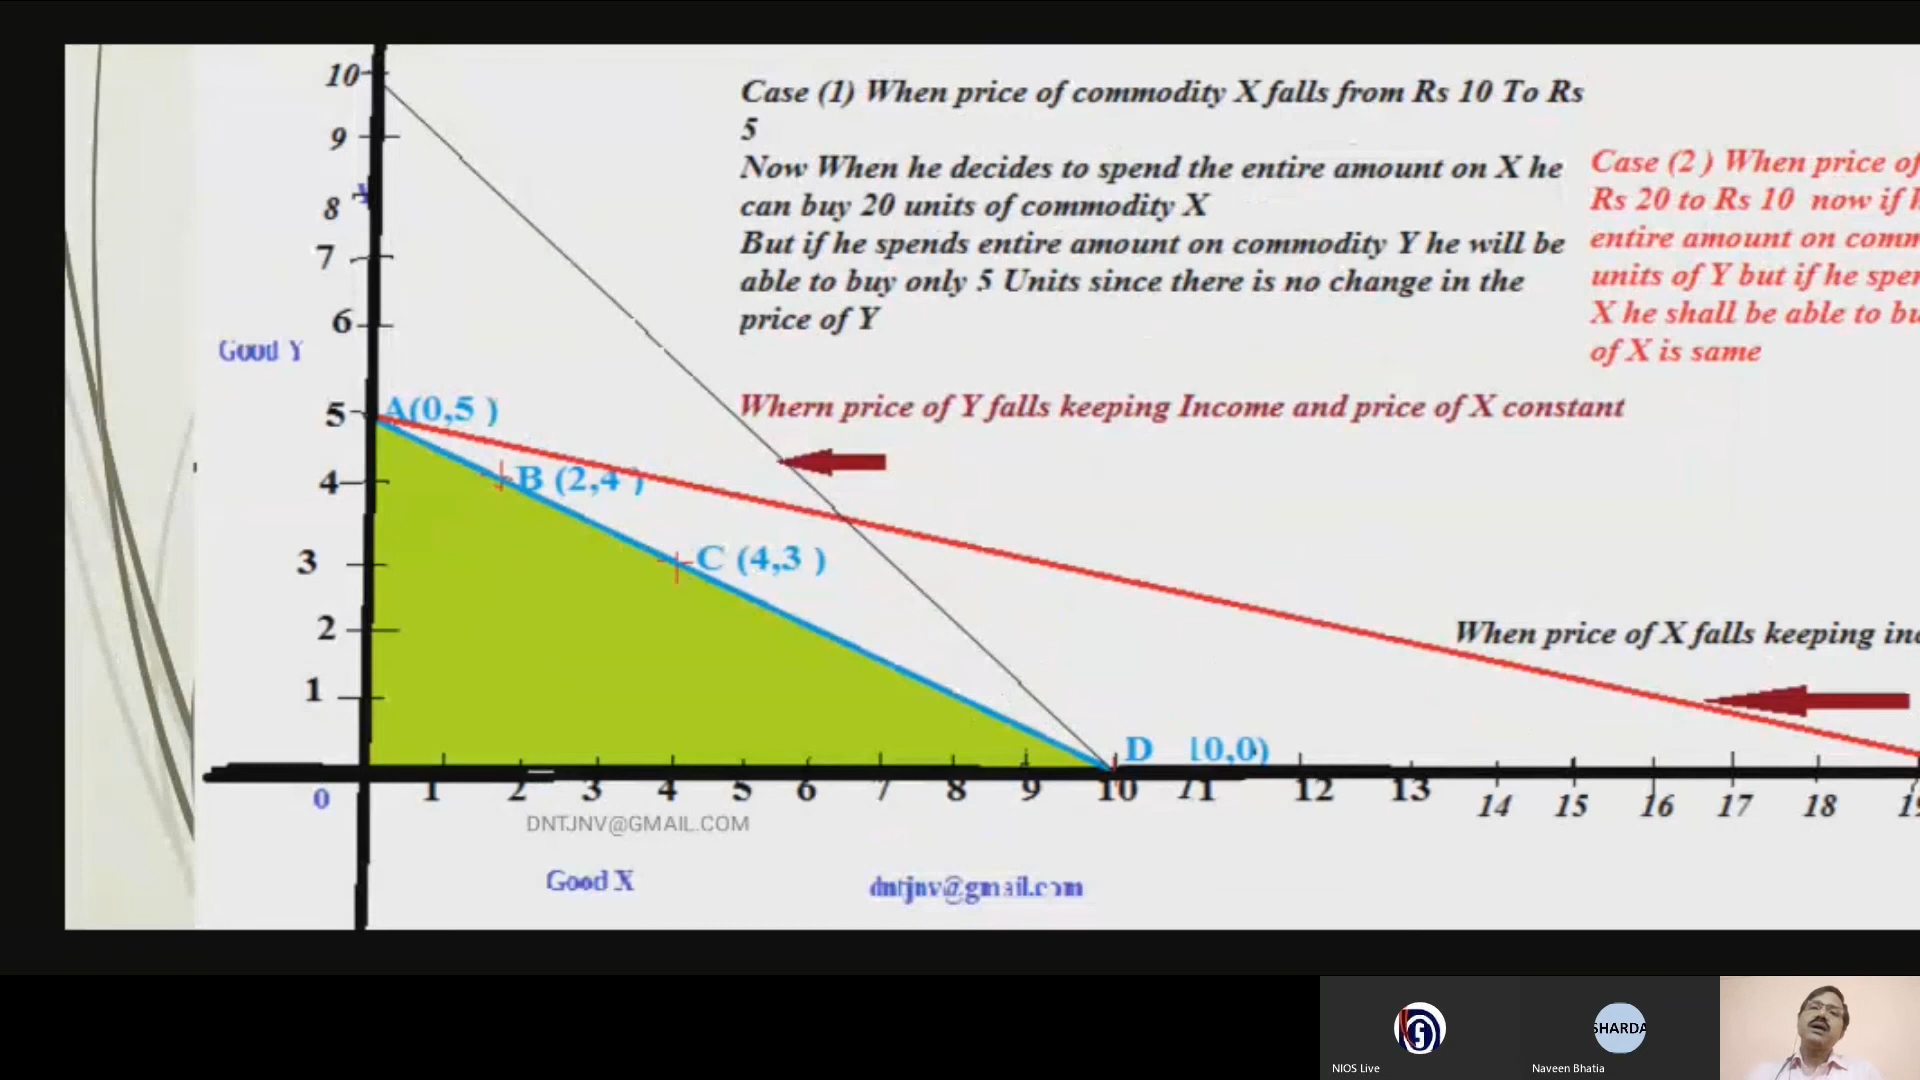 Case (1) When price of commodity X falls from Rs 10 To Rs
5
Now When he decides to spend the entire amount on X he
can buy 20 units of commodity X
But if he spends entire amount on commodity Y he will be
able to buy only 5 Units since there is no change in the
price of Y
Case (2 ) When price of
Rs 20 to Rs 10 now if
entire amount on
units of Y but if he
X he shall be able to
of X is same
Whern price of Y falls keeping Income and price of X constant
When price of X falls keeping
10
9
8
7
6
Good Y
5
A(0,5 )
4
B (2,4 )
3
C (4,3 )
2
1
D 10,0)
0
1 2 3 4 5 6 7 8 9 10 11 12 13 14 15 16 17 18
DNTJNV@GMAIL.COM
Good X
dntjnv@gmail.com
SHARDA
NIOS Live
Naveen Bhatia